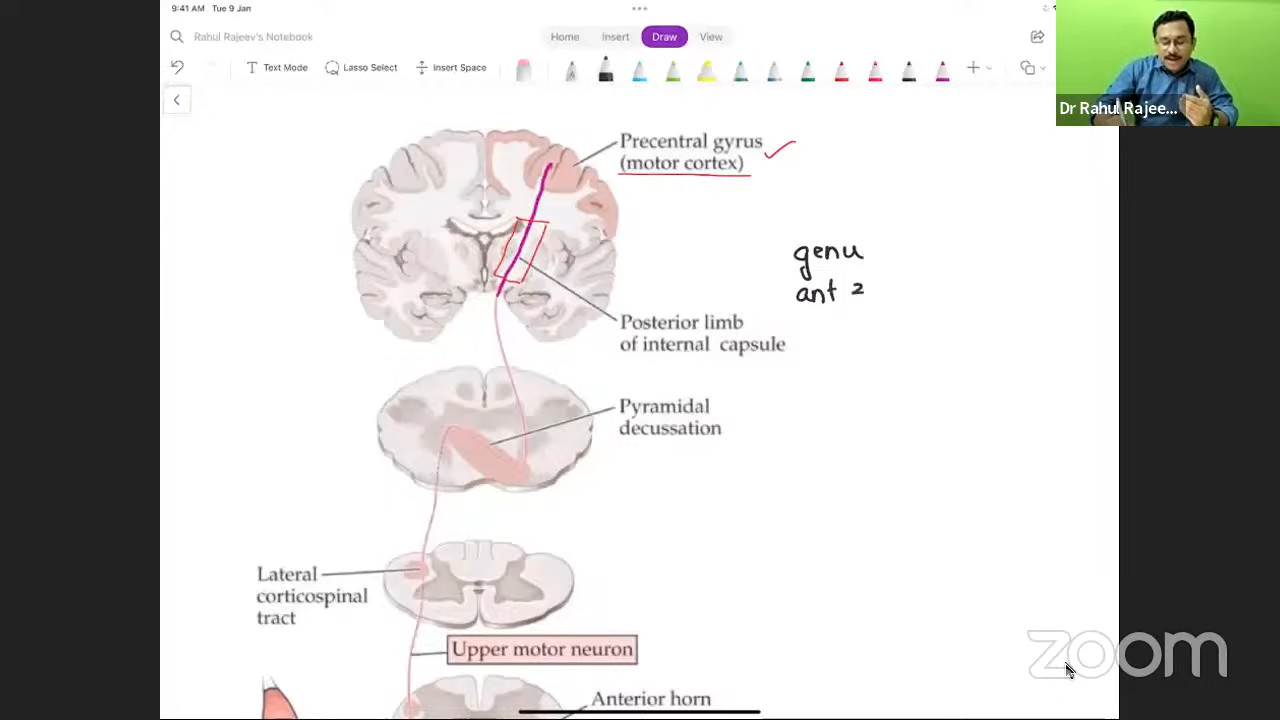 9:41 AM Tue 9 Jan
Rahul Rajeev's Notebook
Home Insert Draw View
Text Mode Lasso Select Insert Space
Dr Rahul Rajee...
Precentral gyrus
(motor cortex)
genu
ant 2
Posterior limb
of internal capsule
Pyramidal
decussation
Lateral
corticospinal
tract
Upper motor neuron
Anterior horn
zoom